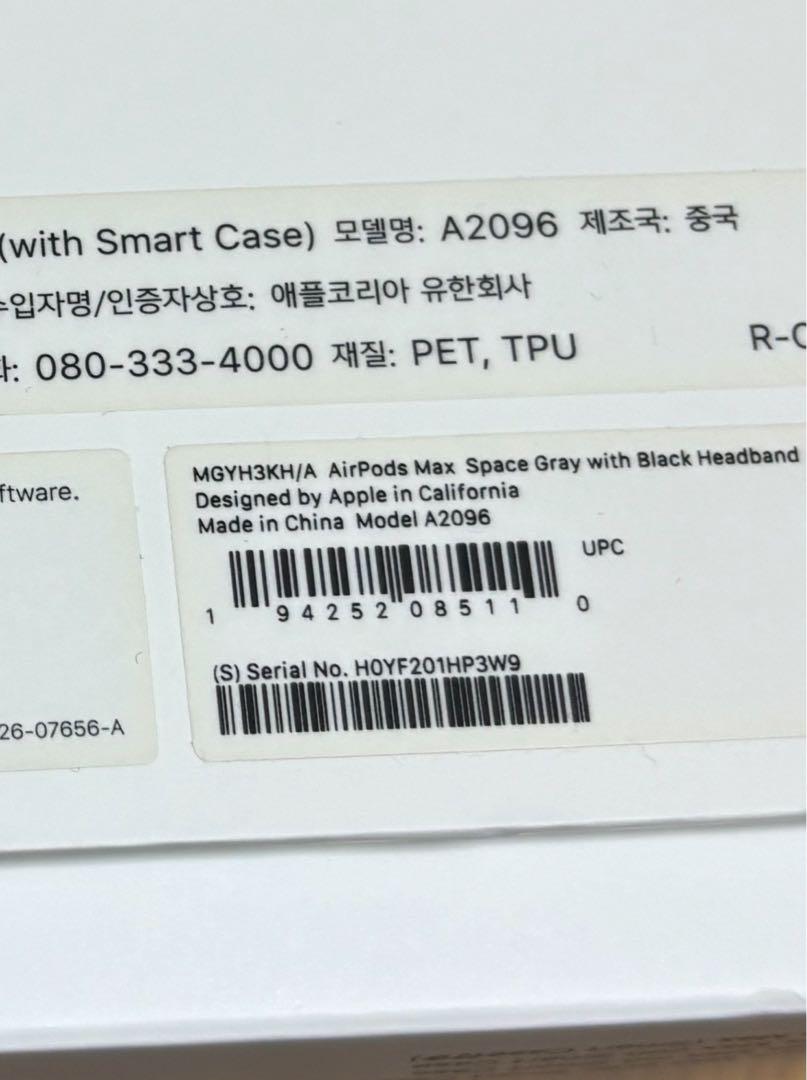 (with Smart Case) 모델명: A2096 제조국: 중국
수입자명/인증자상호: 애플코리아 유한회사
080-333-4000 재질: PET, TPU
ftware.
26-07656-A
MGYH3KH/A AirPods Max Space Gray with Black Headband
Designed by Apple in California
Made in China Model A2096
UPC
1 94252 08511 0
(S) Serial No. H0YF201HP3W9